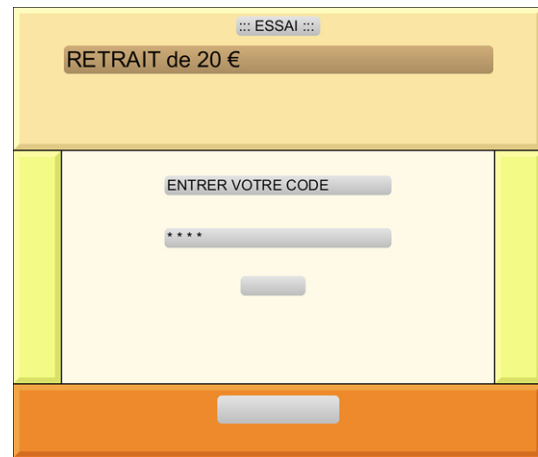 ::: ESSAI :::
RETRAIT de 20 €
ENTRER VOTRE CODE
* * * *